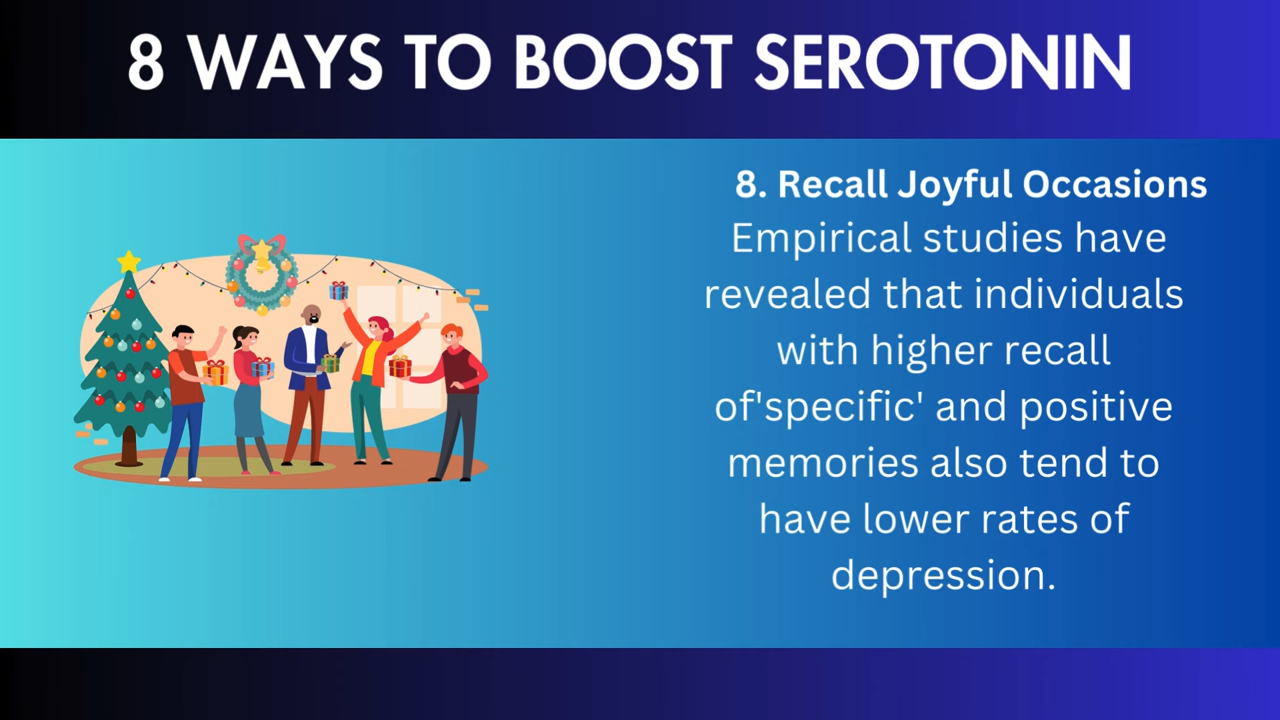 8 WAYS TO BOOST SEROTONIN
8. Recall Joyful Occasions
Empirical studies have
revealed that individuals
with higher recall
of'specific' and positive
memories also tend to
have lower rates of
depression.